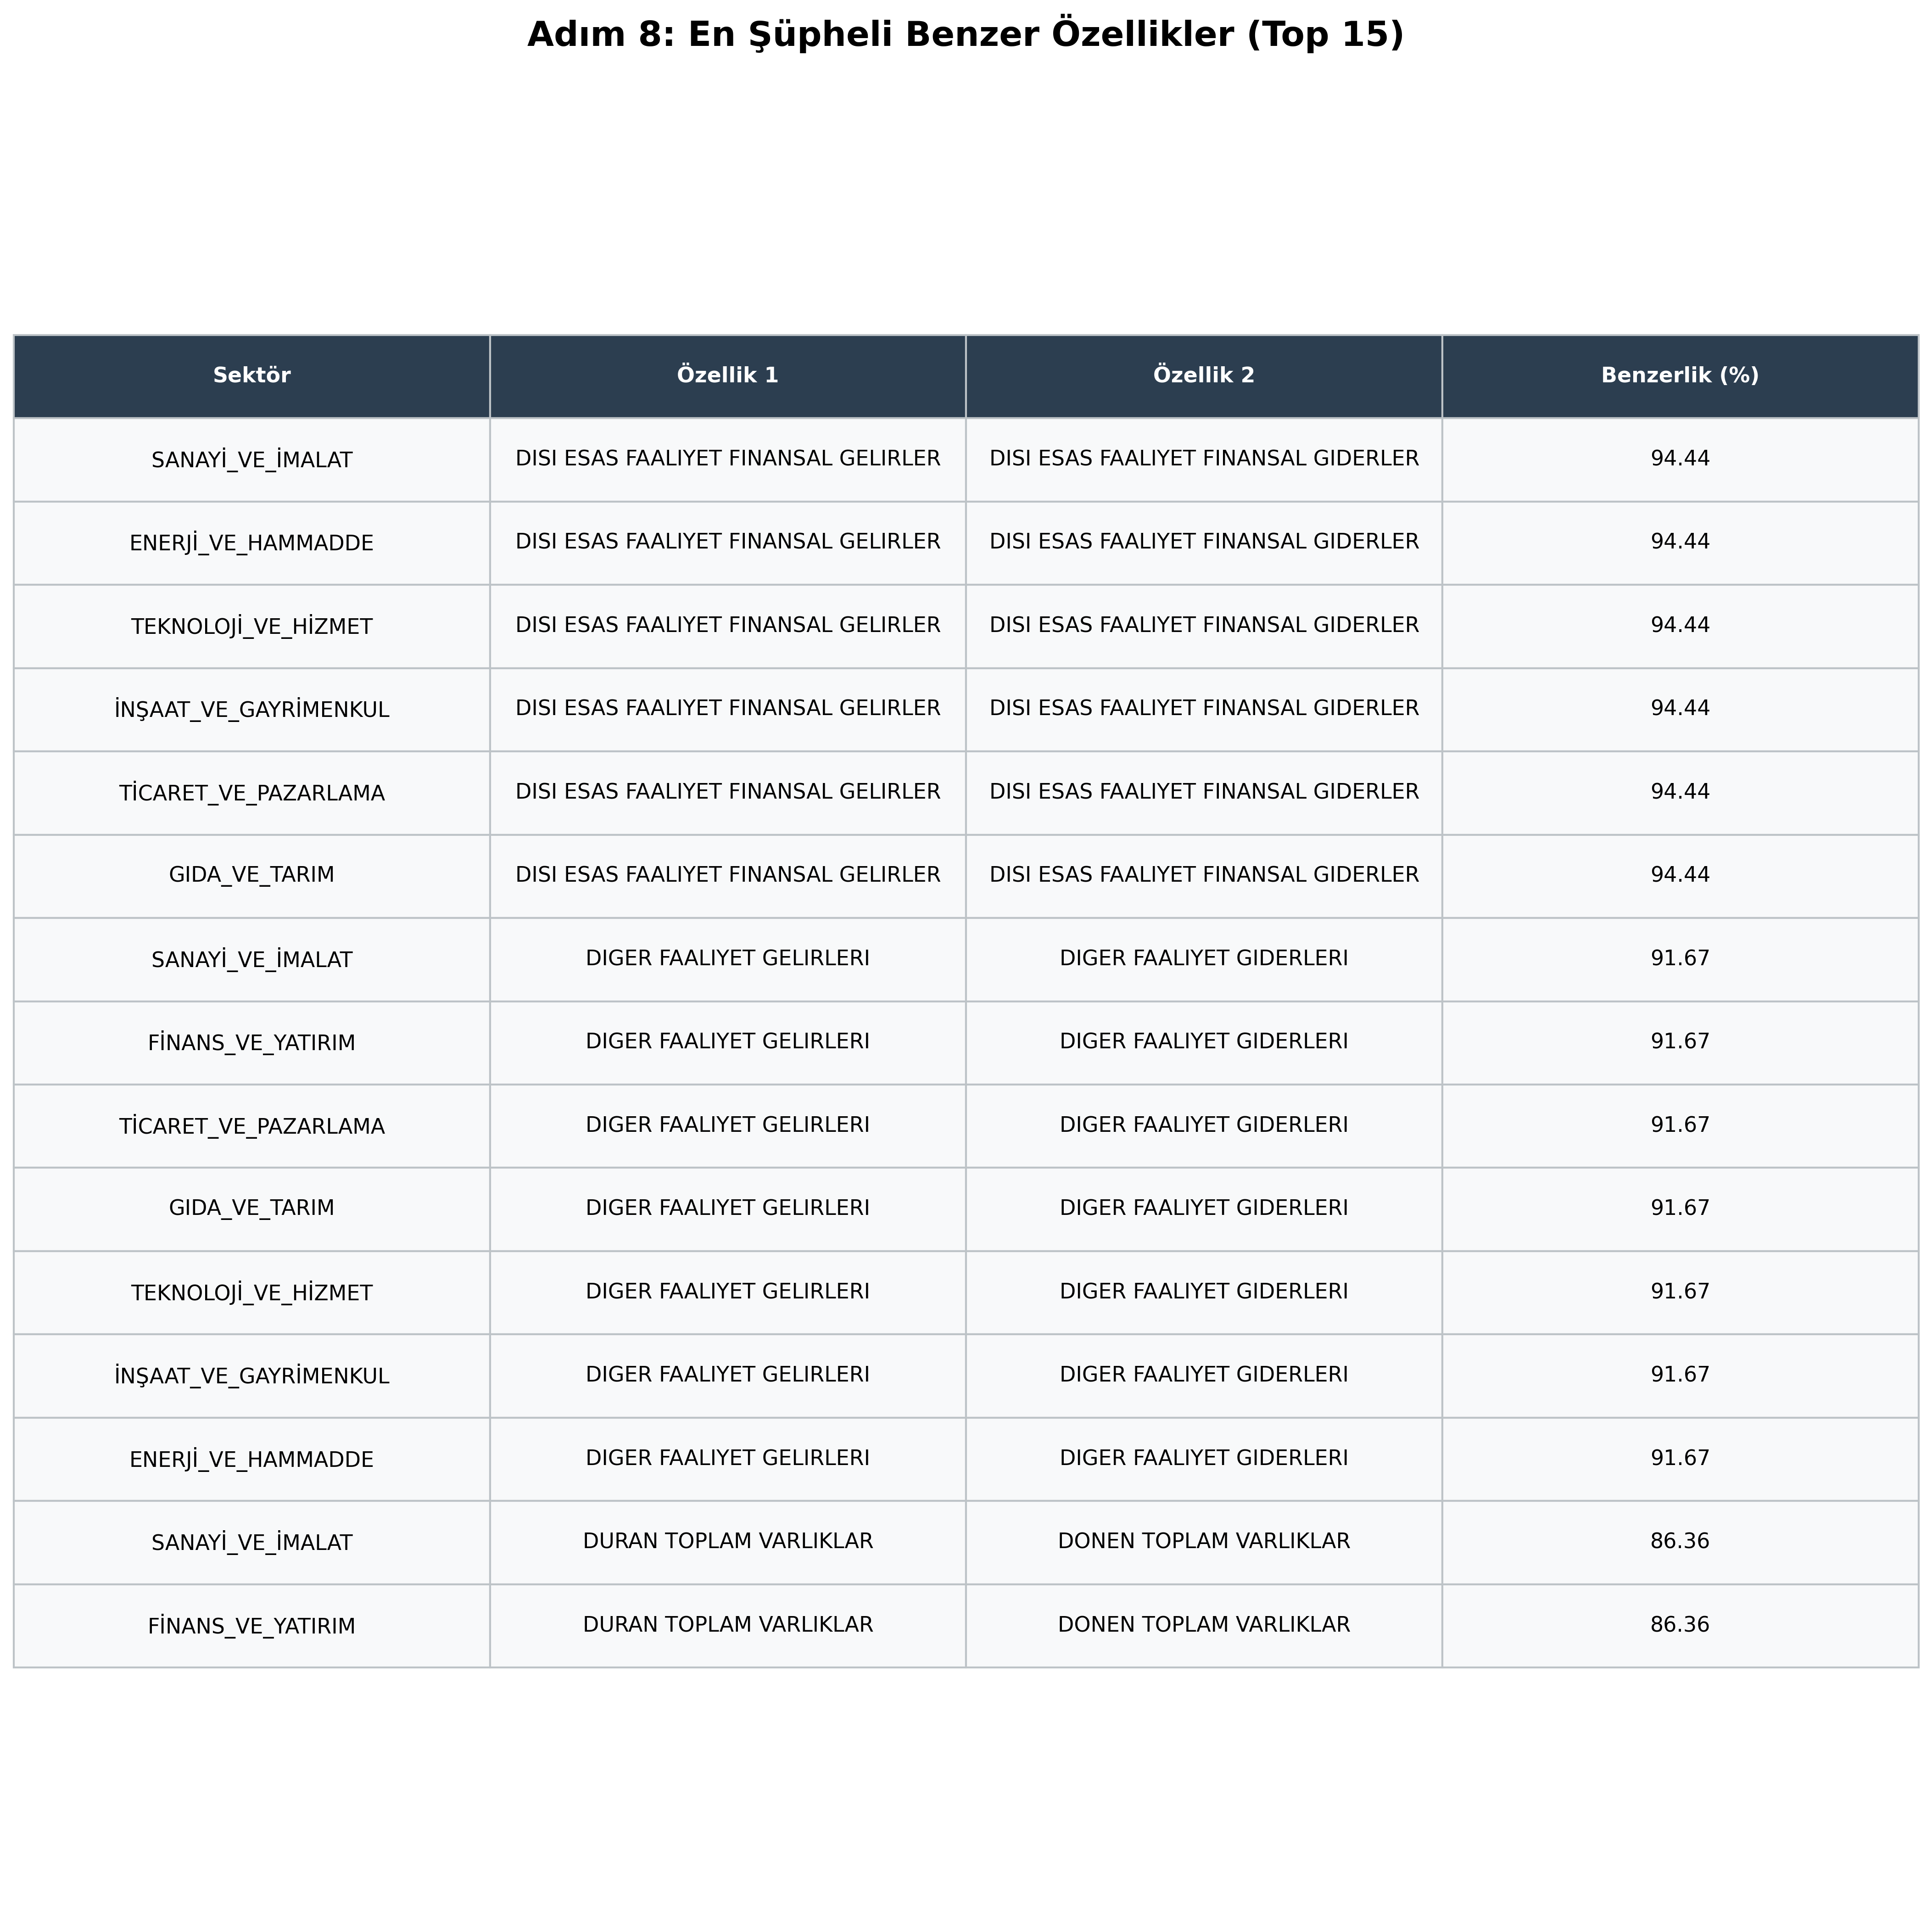 Adım 8: En Şüpheli Benzer Özellikler (Top 15)
Sektör Özellik 1 Özellik 2 Benzerlik (%)
SANAYİ_VE_İMALAT DISI ESAS FAALIYET FINANSAL GELIRLER DISI ESAS FAALIYET FINANSAL GIDERLER 94.44
ENERJİ_VE_HAMMADDE DISI ESAS FAALIYET FINANSAL GELIRLER DISI ESAS FAALIYET FINANSAL GIDERLER 94.44
TEKNOLOJİ_VE_HİZMET DISI ESAS FAALIYET FINANSAL GELIRLER DISI ESAS FAALIYET FINANSAL GIDERLER 94.44
İNŞAAT_VE_GAYRİMENKUL DISI ESAS FAALIYET FINANSAL GELIRLER DISI ESAS FAALIYET FINANSAL GIDERLER 94.44
TİCARET_VE_PAZARLAMA DISI ESAS FAALIYET FINANSAL GELIRLER DISI ESAS FAALIYET FINANSAL GIDERLER 94.44
GIDA_VE_TARIM DISI ESAS FAALIYET FINANSAL GELIRLER DISI ESAS FAALIYET FINANSAL GIDERLER 94.44
SANAYİ_VE_İMALAT DIGER FAALIYET GELIRLERI DIGER FAALIYET GIDERLERI 91.67
FİNANS_VE_YATIRIM DIGER FAALIYET GELIRLERI DIGER FAALIYET GIDERLERI 91.67
TİCARET_VE_PAZARLAMA DIGER FAALIYET GELIRLERI DIGER FAALIYET GIDERLERI 91.67
GIDA_VE_TARIM DIGER FAALIYET GELIRLERI DIGER FAALIYET GIDERLERI 91.67
TEKNOLOJİ_VE_HİZMET DIGER FAALIYET GELIRLERI DIGER FAALIYET GIDERLERI 91.67
İNŞAAT_VE_GAYRİMENKUL DIGER FAALIYET GELIRLERI DIGER FAALIYET GIDERLERI 91.67
ENERJİ_VE_HAMMADDE DIGER FAALIYET GELIRLERI DIGER FAALIYET GIDERLERI 91.67
SANAYİ_VE_İMALAT DURAN TOPLAM VARLIKLAR DONEN TOPLAM VARLIKLAR 86.36
FİNANS_VE_YATIRIM DURAN TOPLAM VARLIKLAR DONEN TOPLAM VARLIKLAR 86.36